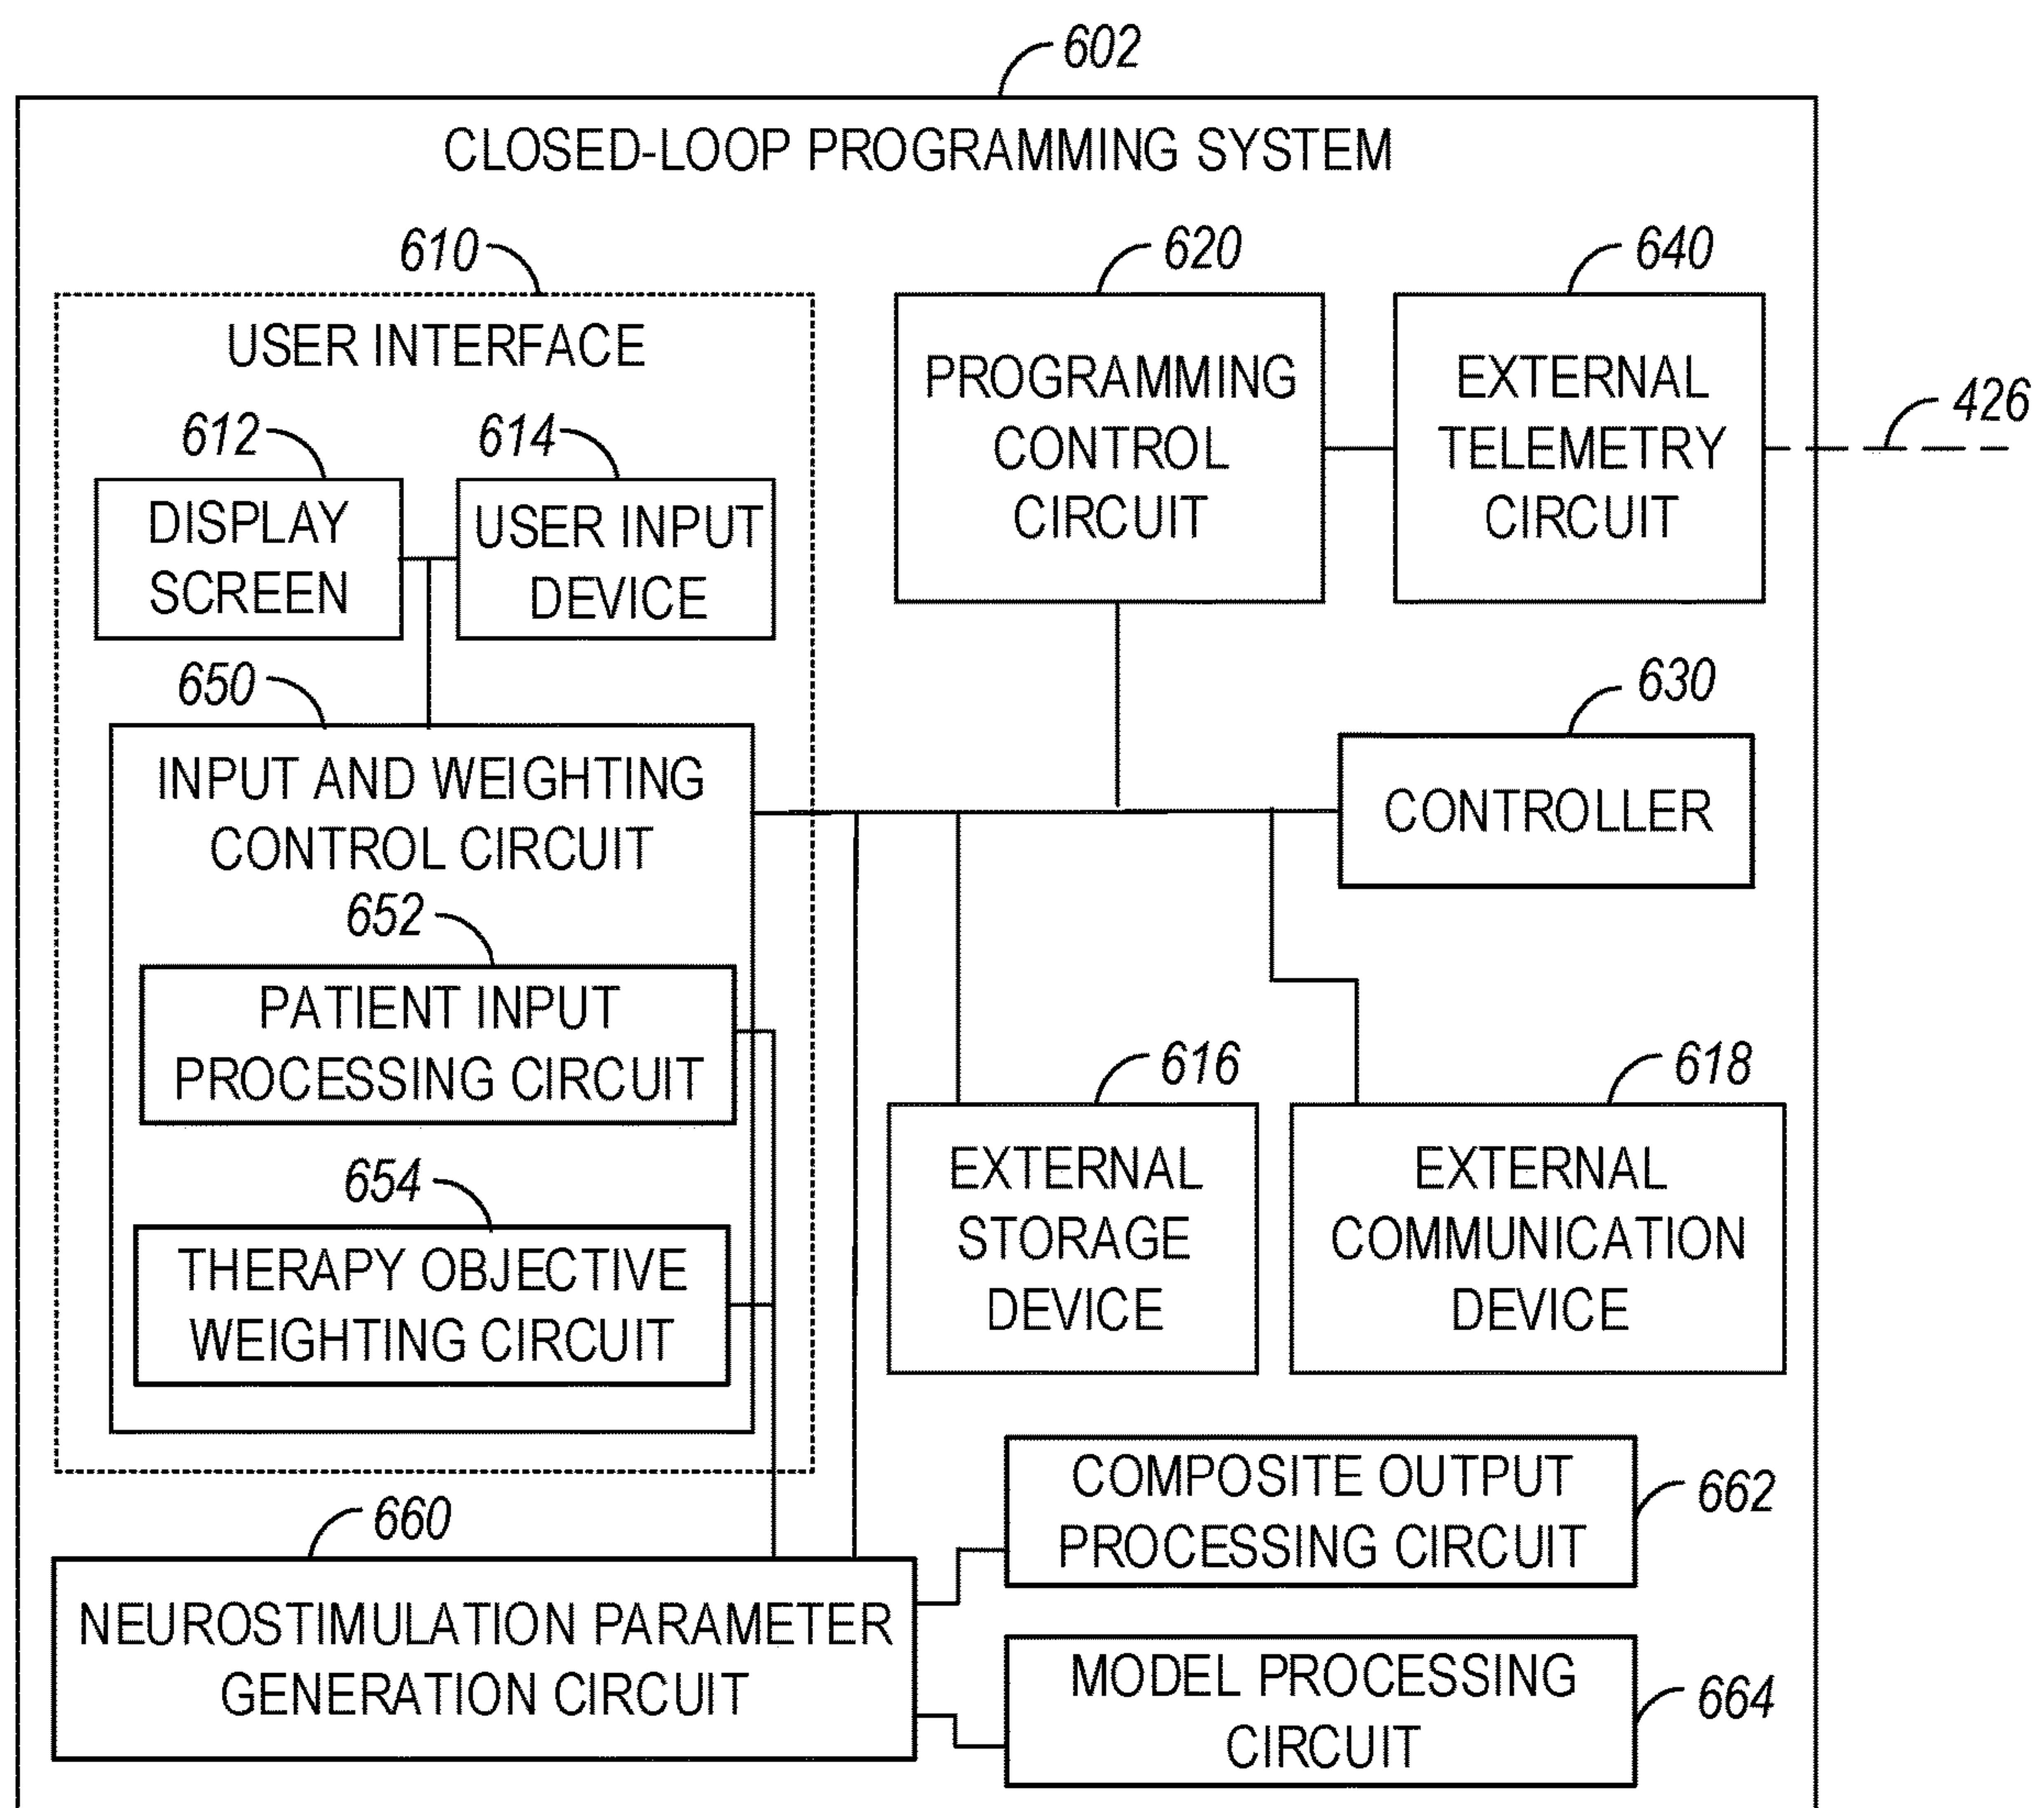 602
CLOSED-LOOP PROGRAMMING SYSTEM
610
USER INTERFACE
612
DISPLAY
SCREEN
614
USER INPUT
DEVICE
650
INPUT AND WEIGHTING
CONTROL CIRCUIT
652
PATIENT INPUT
PROCESSING CIRCUIT
654
THERAPY OBJECTIVE
WEIGHTING CIRCUIT
620
PROGRAMMING
CONTROL
CIRCUIT
640
EXTERNAL
TELEMETRY
CIRCUIT
426
630
CONTROLLER
616
EXTERNAL
STORAGE
DEVICE
618
EXTERNAL
COMMUNICATION
DEVICE
660
NEUROSTIMULATION PARAMETER
GENERATION CIRCUIT
COMPOSITE OUTPUT
PROCESSING CIRCUIT
662
MODEL PROCESSING
CIRCUIT
664